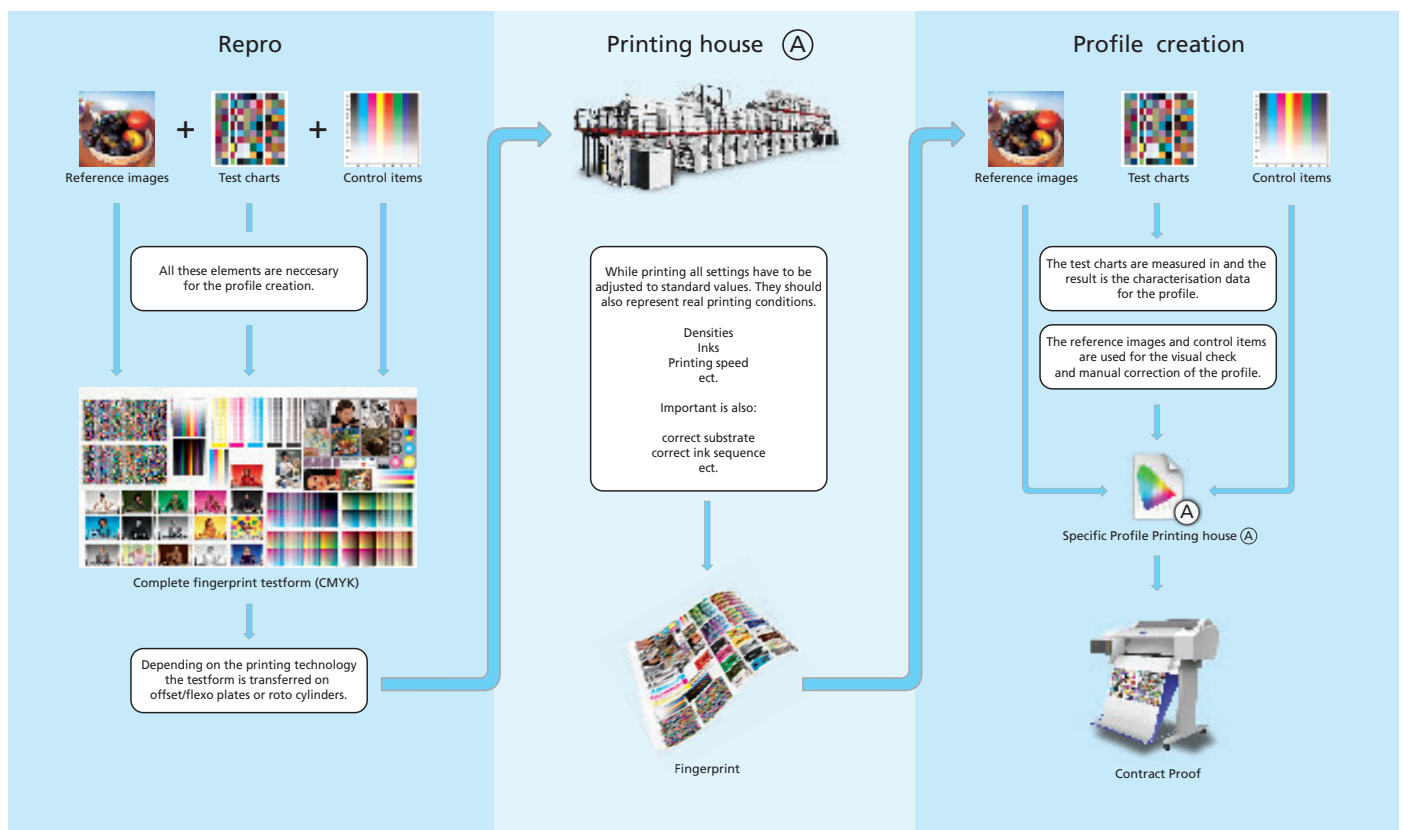 Repro
Reference images
+
Test charts
+
Control items
All these elements are neccesary
for the profile creation.
Complete fingerprint testform (CMYK)
Depending on the printing technology
the testform is transferred on
offset/flexo plates or roto cylinders.
Printing house A
While printing all settings have to be
adjusted to standard values. They should
also represent real printing conditions.
Densities
Inks
Printing speed
ect.
Important is also:
correct substrate
correct ink sequence
ect.
Fingerprint
Profile creation
Reference images
Test charts
Control items
The test charts are measured in and the
result is the characterisation data
for the profile.
The reference images and control items
are used for the visual check
and manual correction of the profile.
A
Specific Profile Printing house A
Contract Proof